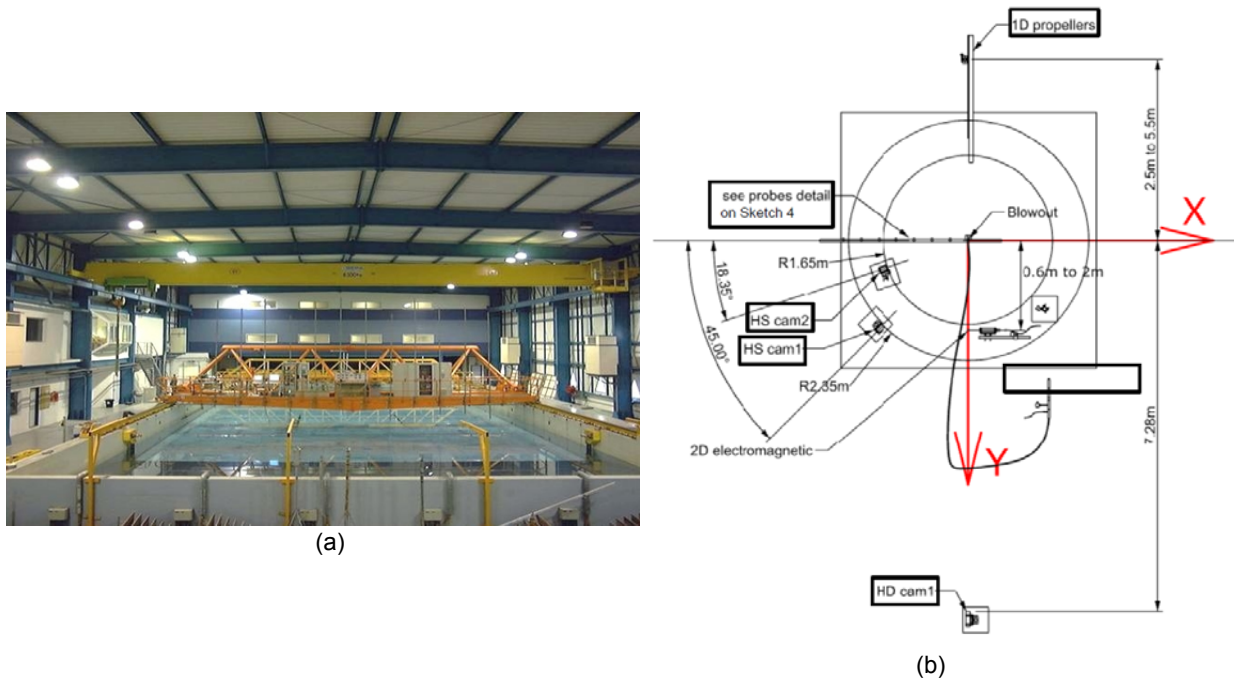 1D propellers
2.5m to 5.5m
see probes detail
on Sketch 4
Blowout
X
R1.65m
0.6m to 2m
18.35°
HS cam2
HS cam1
45.00°
R2.35m
7.28m
2D electromagnetic
Y
HD cam1
(a)
(b)